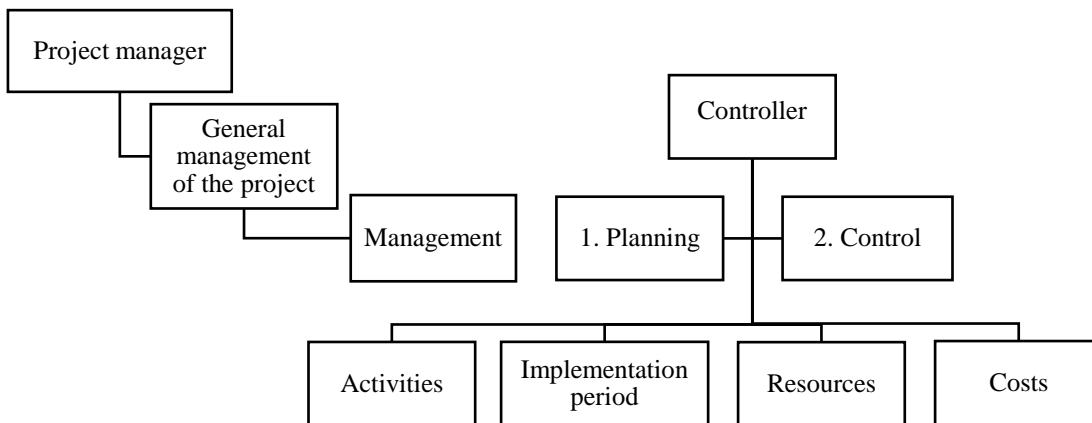 Project manager
General
management
of the project
Management
Controller
1. Planning
2. Control
Activities
Implementation
period
Resources
Costs